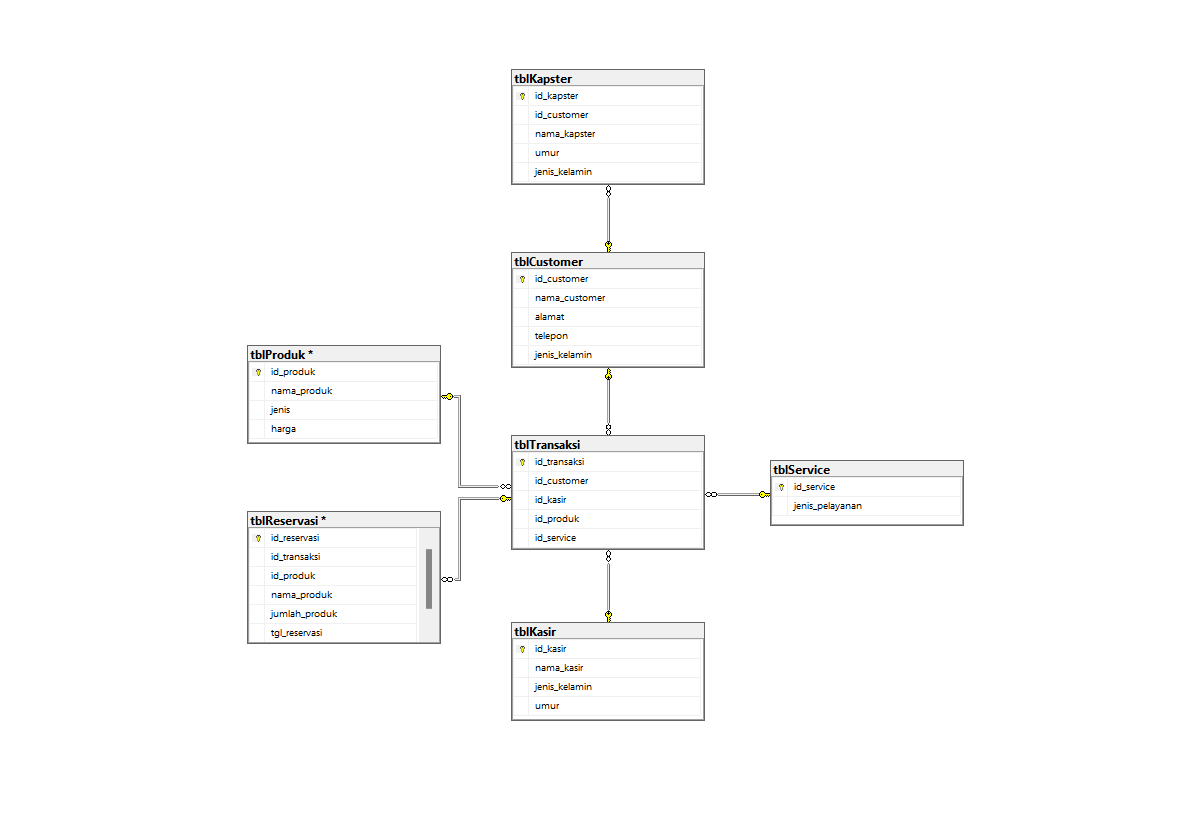 tblKapster
id_kapster
id_customer
nama_kapster
umur
jenis_kelamin
tblCustomer
id_customer
nama_customer
alamat
telepon
jenis_kelamin
tblProduk *
id_produk
nama_produk
jenis
harga
tblTransaksi
id_transaksi
id_customer
id_kasir
id_produk
id_service
tblService
id_service
jenis_pelayanan
tblReservasi *
id_reservasi
id_transaksi
id_produk
nama_produk
jumlah_produk
tgl_reservasi
tblKasir
id_kasir
nama_kasir
jenis_kelamin
umur